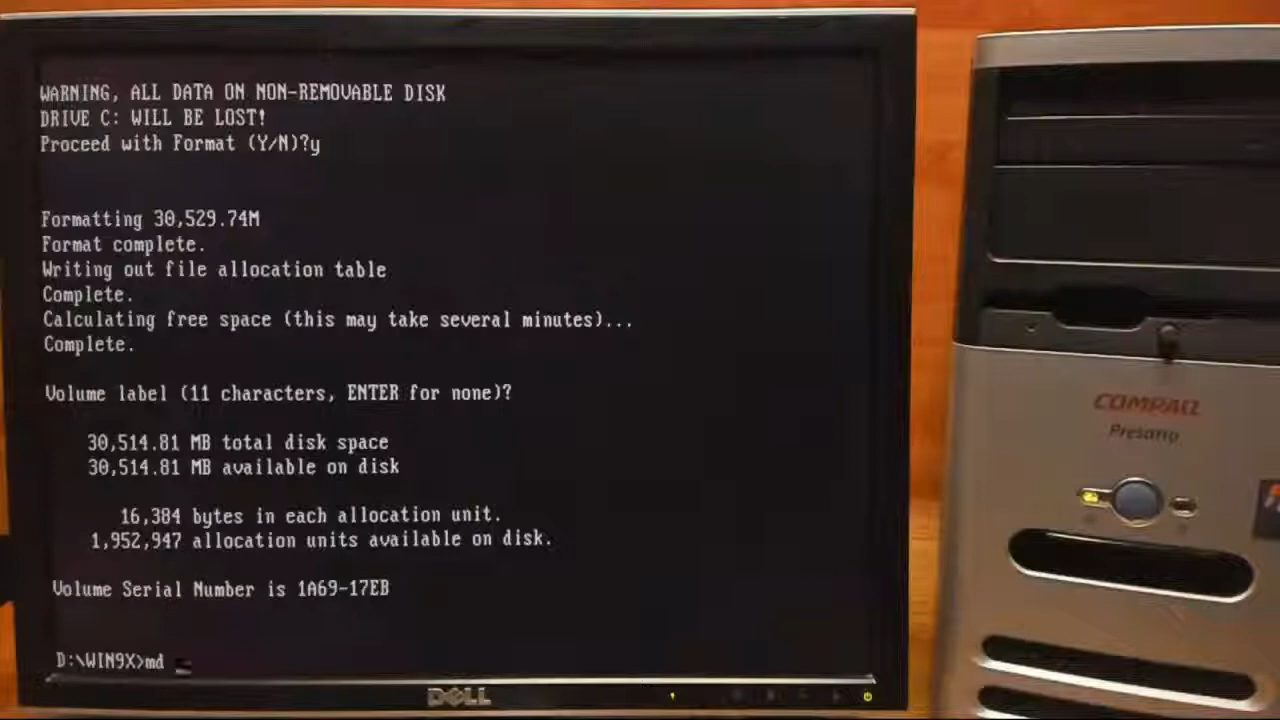 WARNING, ALL DATA ON NON-REMOVABLE DISK
DRIVE C: WILL BE LOST!
Proceed with Format (Y/N)?y
Formatting 30,529.74M
Format complete.
Writing out file allocation table
Complete.
Calculating free space (this may take several minutes)...
Complete.
Volume label (11 characters, ENTER for none)?
30,514.81 MB total disk space
30,514.81 MB available on disk
16,384 bytes in each allocation unit.
1,952,947 allocation units available on disk.
Volume Serial Number is 1A69-17EB
D:\WIN9X>md
DELL
COMPAQ
Presario